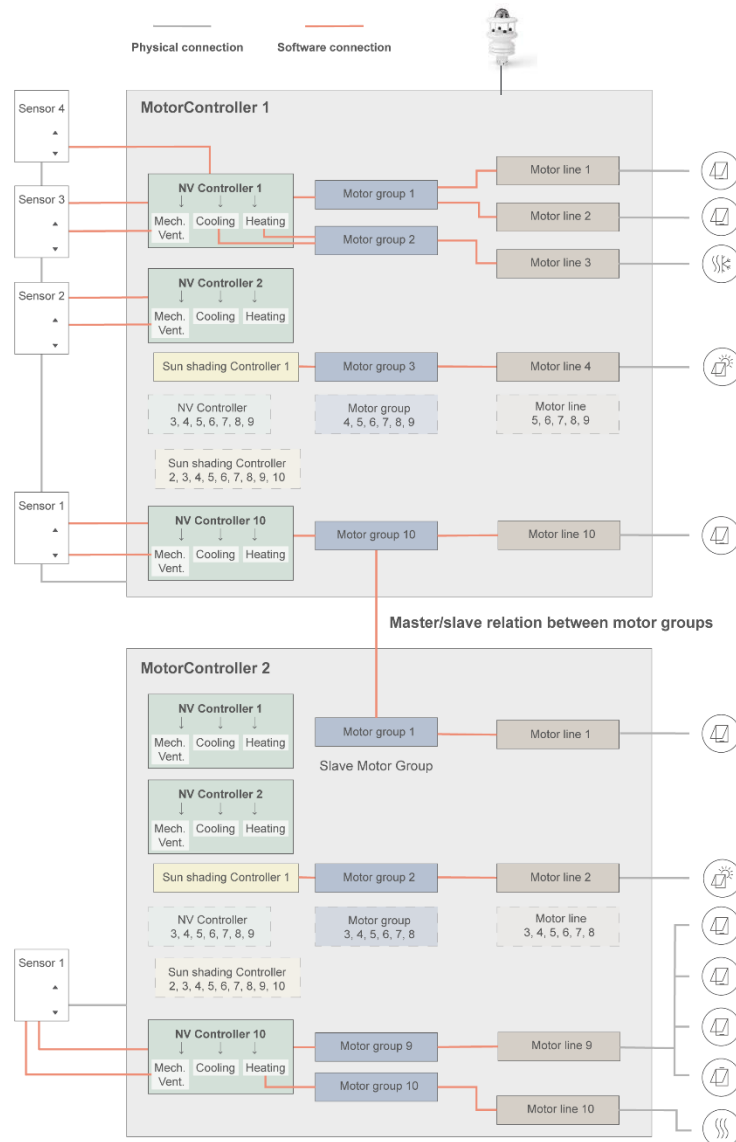 Physical connection
Software connection
MotorController 1
Sensor 4
Sensor 3
Sensor 2
Sensor 1
NV Controller 1
Mech. Vent.
Cooling
Heating
Motor group 1
Motor group 2
Motor line 1
Motor line 2
Motor line 3
NV Controller 2
Mech. Vent.
Cooling
Heating
Sun shading Controller 1
Motor group 3
Motor line 4
NV Controller
3, 4, 5, 6, 7, 8, 9
Motor group
4, 5, 6, 7, 8, 9
Motor line
5, 6, 7, 8, 9
Sun shading Controller
2, 3, 4, 5, 6, 7, 8, 9, 10
NV Controller 10
Mech. Vent.
Cooling
Heating
Motor group 10
Motor line 10
Master/slave relation between motor groups
MotorController 2
NV Controller 1
Mech. Vent.
Cooling
Heating
Motor group 1
Slave Motor Group
Motor line 1
NV Controller 2
Mech. Vent.
Cooling
Heating
Sun shading Controller 1
Motor group 2
Motor line 2
NV Controller
3, 4, 5, 6, 7, 8, 9
Motor group
3, 4, 5, 6, 7, 8
Motor line
3, 4, 5, 6, 7, 8
Sun shading Controller
2, 3, 4, 5, 6, 7, 8, 9, 10
Sensor 1
NV Controller 10
Mech. Vent.
Cooling
Heating
Motor group 9
Motor group 10
Motor line 9
Motor line 10